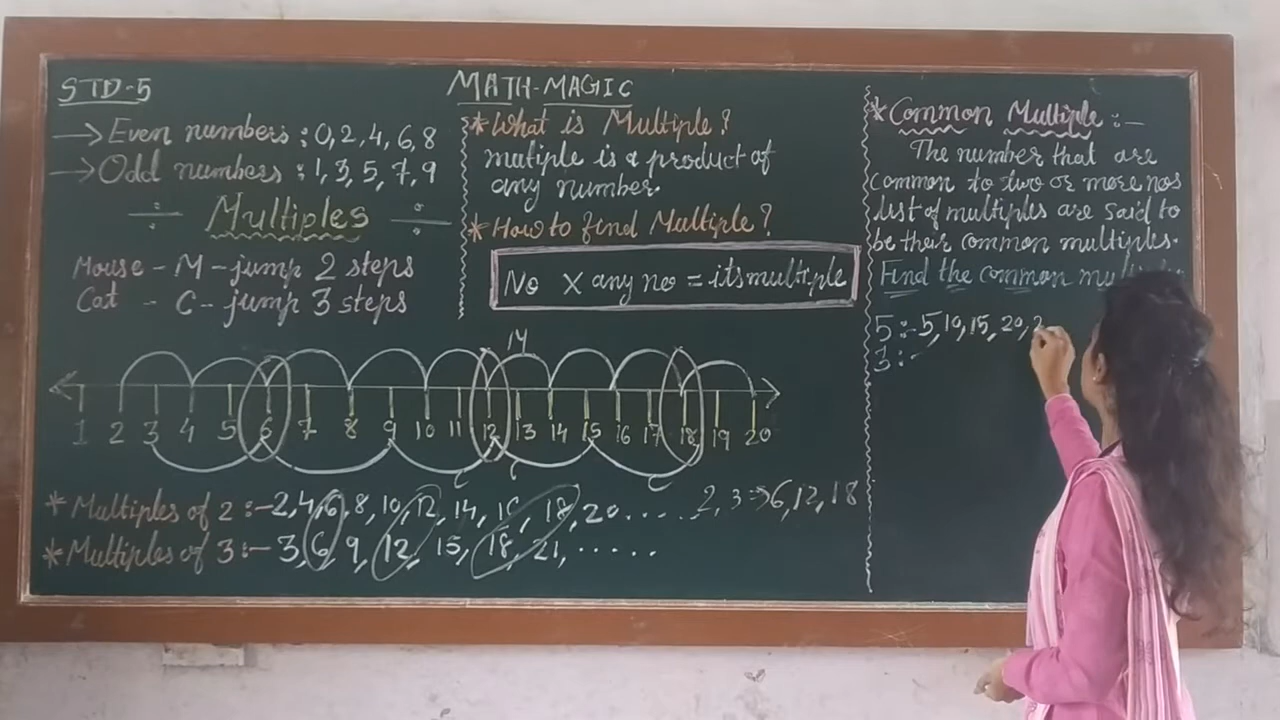 STD-5
→ Even numbers : 0, 2, 4, 6, 8
→ Odd numbers : 1, 3, 5, 7, 9
÷ Multiples ÷
Mouse - M - jump 2 steps
Cat - C - jump 3 steps
MATH-MAGIC
* What is Multiple?
mutiple is a product of
any number.
* How to find Multiple?
No X any no = its multiple
M
1 2 3 4 5 6 7 8 9 10 11 12 13 14 15 16 17 18 19 20
C C C
* Multiples of 2 :- 2, 4, 6, 8, 10, 12, 14, 16, 18, 20.....
2, 3 => 6, 12, 18
* Multiples of 3 :- 3, 6, 9, 12, 15, 18, 21, ......
* Common Multiple :-
The number that are
common to two or more nos
list of multiples are said to
be their common multiples.
Find the common
5 :- 5, 10, 15, 20, 2
3 :-